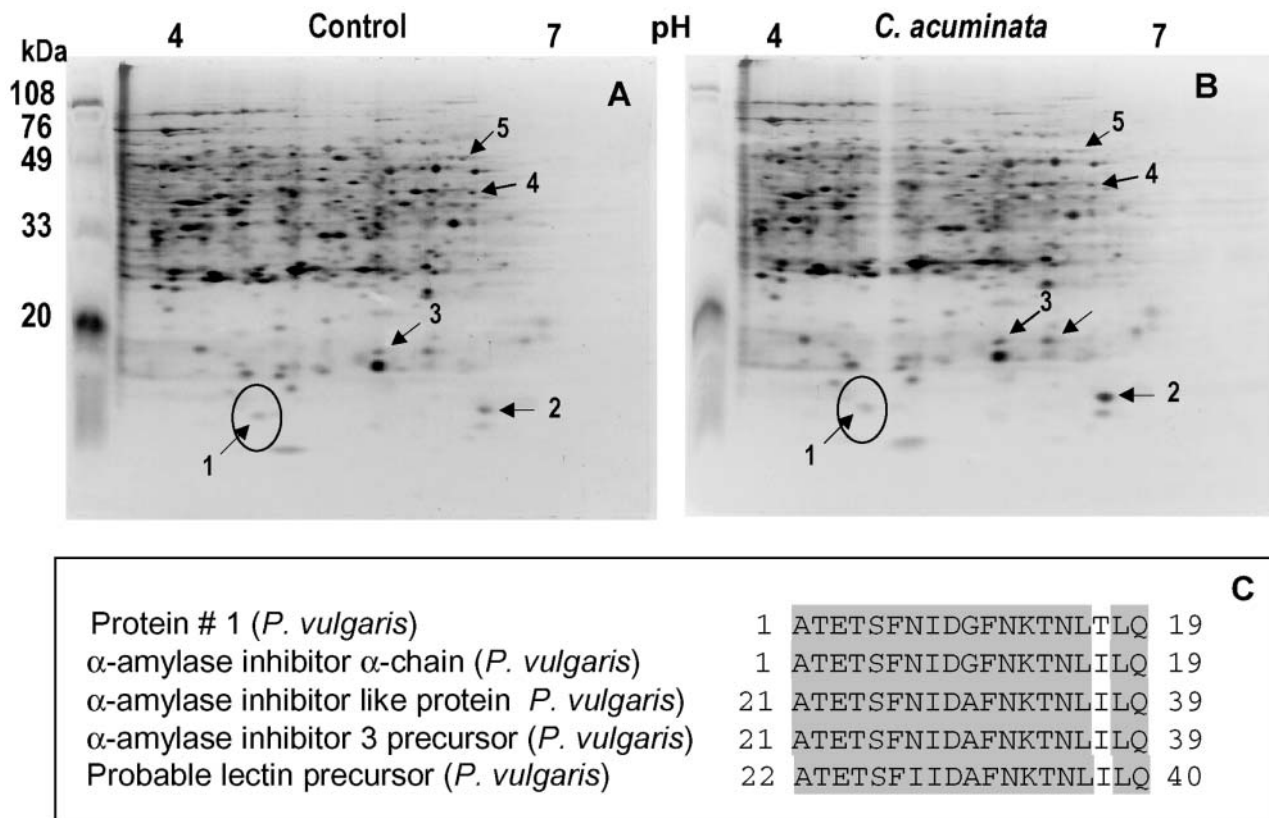 4 Control 7 pH 4 C. acuminata 7
kDa
A
B
108
76
49
33
20
5
4
3
2
1
5
4
3
2
1
C
Protein # 1 (P. vulgaris) 1 ATETSFNIDGFNKTNLTLQ 19
α-amylase inhibitor α-chain (P. vulgaris) 1 ATETSFNIDGFNKTNLILQ 19
α-amylase inhibitor like protein P. vulgaris) 21 ATETSFNIDAFNKTNLILQ 39
α-amylase inhibitor 3 precursor (P. vulgaris) 21 ATETSFNIDAFNKTNLILQ 39
Probable lectin precursor (P. vulgaris) 22 ATETSFIIDAFNKTNLILQ 40